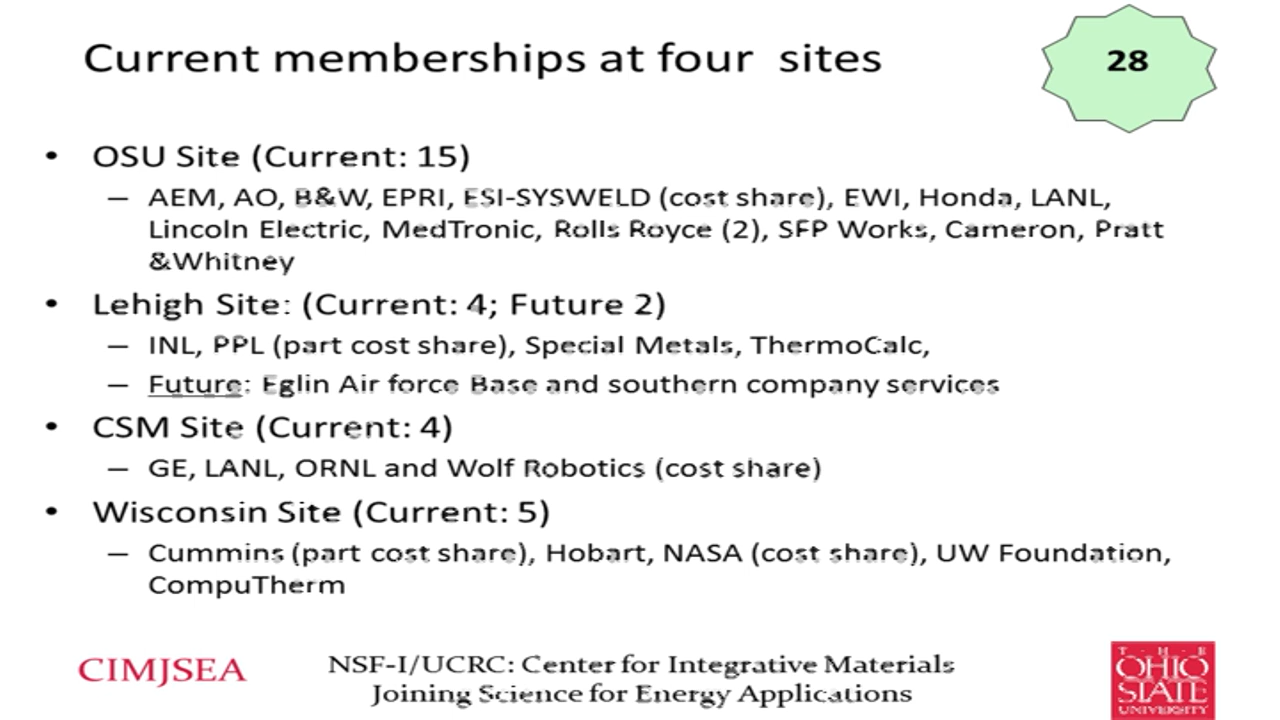 Current memberships at four sites
28
• OSU Site (Current: 15)
– AEM, AO, B&W, EPRI, ESI-SYSWELD (cost share), EWI, Honda, LANL,
Lincoln Electric, MedTronic, Rolls Royce (2), SFP Works, Cameron, Pratt
&Whitney
• Lehigh Site: (Current: 4; Future 2)
– INL, PPL (part cost share), Special Metals, ThermoCalc,
– Future: Eglin Air force Base and southern company services
• CSM Site (Current: 4)
– GE, LANL, ORNL and Wolf Robotics (cost share)
• Wisconsin Site (Current: 5)
– Cummins (part cost share), Hobart, NASA (cost share), UW Foundation,
CompuTherm
CIMJSEA
NSF-I/UCRC: Center for Integrative Materials
Joining Science for Energy Applications
T · H · E
OHIO
STATE
UNIVERSITY